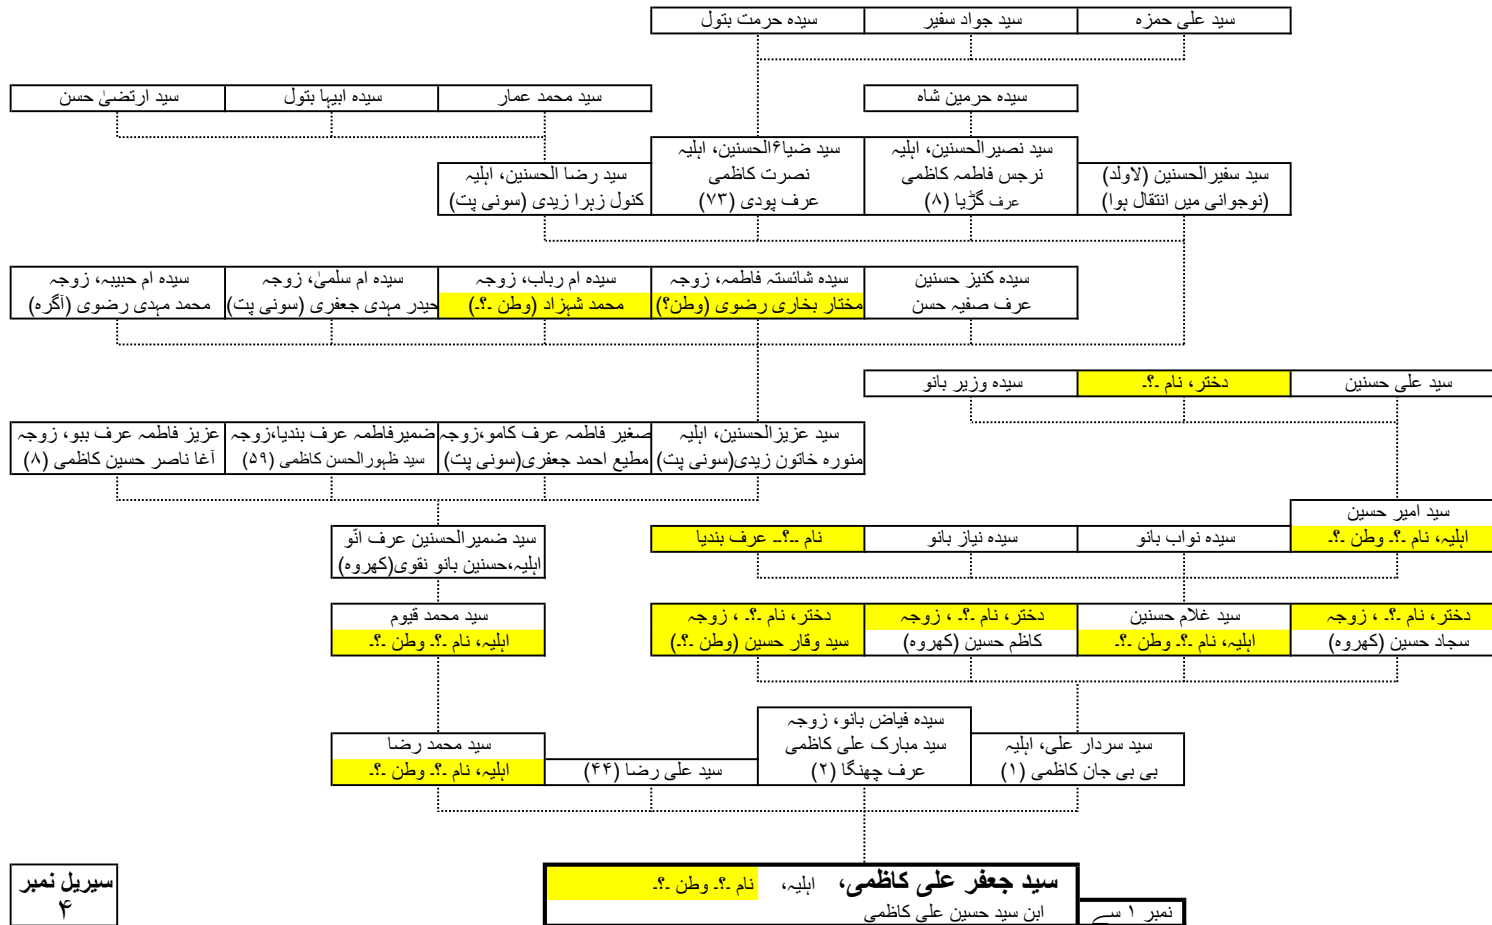 سید علی حمزہ
سید جواد سفیر
سیدہ حرمت بتول
سیدہ حرمین شاہ
سید محمد عمار
سیدہ ابیہا بتول
سید ارتضیٰ حسن
سید سفیرالحسنین (لاولد)
(نوجوانی میں انتقال ہوا)
سید نصیرالحسنین، اہلیہ
نرجس فاطمہ کاظمی
عرف گڑیا (۸)
سید ضیا۶الحسنین، اہلیہ
نصرت کاظمی
عرف پودی (۷۳)
سید رضا الحسنین، اہلیہ
کنول زہرا زیدی (سونی پت)
سیدہ کنیز حسنین
عرف صفیہ حسن
سیدہ شائستہ فاطمہ، زوجہ
مختار بخاری رضوی (وطن؟)
سیدہ ام رباب، زوجہ
محمد شہزاد (وطن ۔؟۔)
سیدہ ام سلمیٰ، زوجہ
حیدر مہدی جعفری (سونی پت)
سیدہ ام حبیبہ، زوجہ
محمد مہدی رضوی (آگرہ)
سید علی حسنین
دختر، نام ۔؟۔
سیدہ وزیر بانو
سید عزیزالحسنین، اہلیہ
منورہ خاتون زیدی(سونی پت)
صغیر فاطمہ عرف کامو،زوجہ
مطیع احمد جعفری(سونی پت)
ضمیرفاطمہ عرف بندیا،زوجہ
سید ظہورالحسن کاظمی (۵۹)
عزیز فاطمہ عرف ببو، زوجہ
آغا ناصر حسین کاظمی (۸)
سید امیر حسین
اہلیہ، نام ۔؟۔ وطن ۔؟۔
سیدہ نواب بانو
سیدہ نیاز بانو
نام ۔۔؟۔۔ عرف بندیا
سید ضمیرالحسنین عرف انّو
اہلیہ،حسنین بانو نقوی(کھروہ)
دختر، نام ۔؟۔ ، زوجہ
سجاد حسین (کھروہ)
سید غلام حسنین
اہلیہ، نام ۔؟۔ وطن ۔؟۔
دختر، نام ۔؟۔ ، زوجہ
کاظم حسین (کھروہ)
دختر، نام ۔؟۔ ، زوجہ
سید وقار حسین (وطن ۔؟۔)
سید محمد قیوم
اہلیہ، نام ۔؟۔ وطن ۔؟۔
سید سردار علی، اہلیہ
بی بی جان کاظمی (۱)
سیدہ فیاض بانو، زوجہ
سید مبارک علی کاظمی
عرف چھنگا (۲)
سید علی رضا (۴۴)
سید محمد رضا
اہلیہ، نام ۔؟۔ وطن ۔؟۔
سید جعفر علی کاظمی، اہلیہ، نام ۔؟۔ وطن ۔؟۔
ابن سید حسین علی کاظمی
نمبر ۱ سے
سیریل نمبر
۴